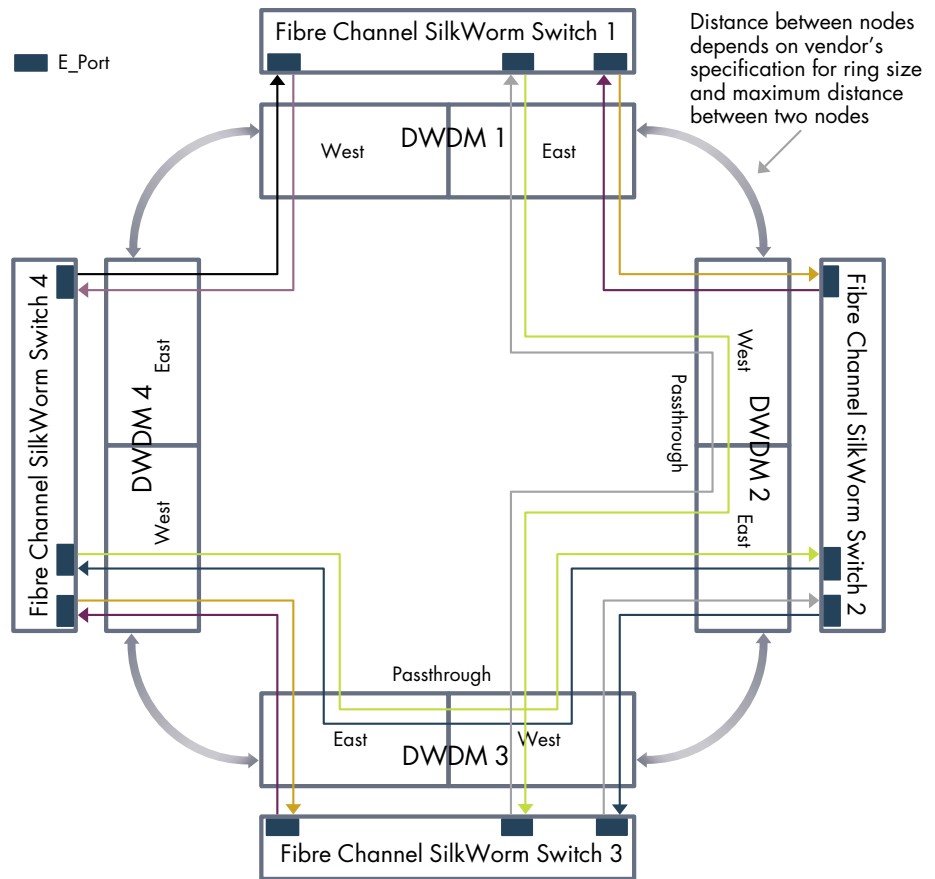 Fibre Channel SilkWorm Switch 1
E_Port
Distance between nodes
depends on vendor's
specification for ring size
and maximum distance
between two nodes
West
DWDM 1
East
Fibre Channel SilkWorm Switch 4
East
DWDM 4
West
West
Passthrough
DWDM 2
East
Fibre Channel SilkWorm Switch 2
Passthrough
East
DWDM 3
West
Fibre Channel SilkWorm Switch 3